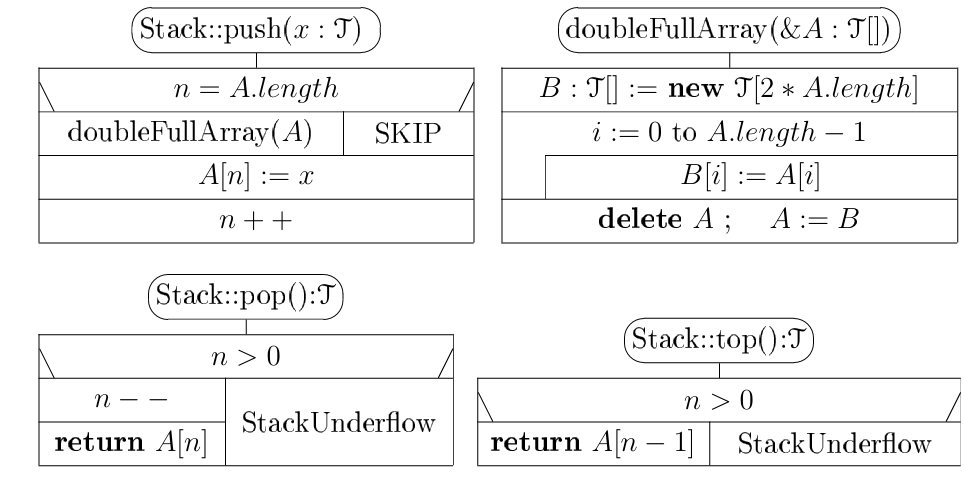 Stack::push(x : 𝒯)
n = A.length
doubleFullArray(A)
SKIP
A[n] := x
n + +
doubleFullArray(&A : 𝒯[])
B : 𝒯[] := new 𝒯[2 ∗ A.length]
i := 0 to A.length − 1
B[i] := A[i]
delete A ; A := B
Stack::pop():𝒯
n > 0
n − −
return A[n]
StackUnderflow
Stack::top():𝒯
n > 0
return A[n − 1]
StackUnderflow